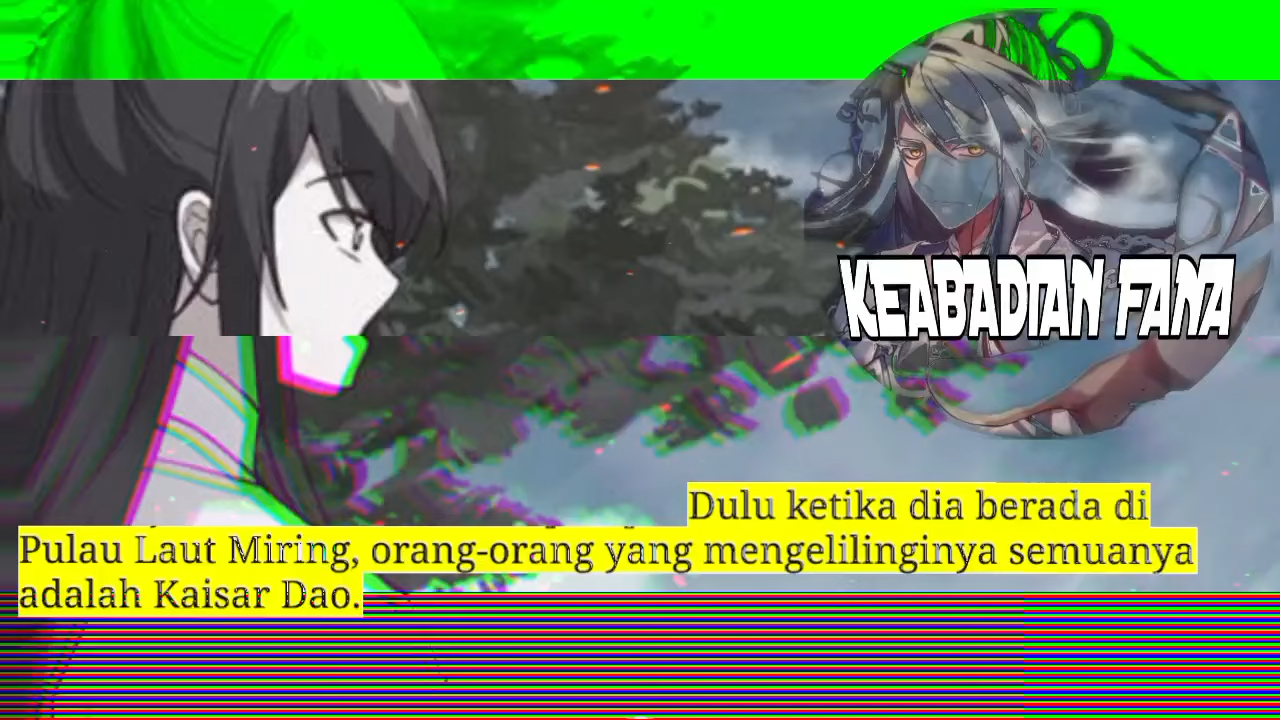 KEABADIAN FANA
Dulu ketika dia berada di
Pulau Laut Miring, orang-orang yang mengelilinginya semuanya
adalah Kaisar Dao.